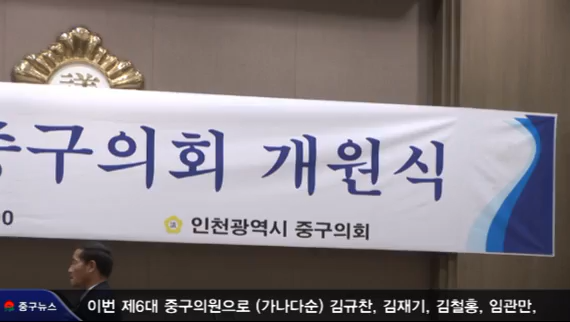 중구의회 개원식
00
인천광역시 중구의회
중구뉴스
이번 제6대 중구의원으로 (가나다순) 김규찬, 김재기, 김철홍, 임관만,